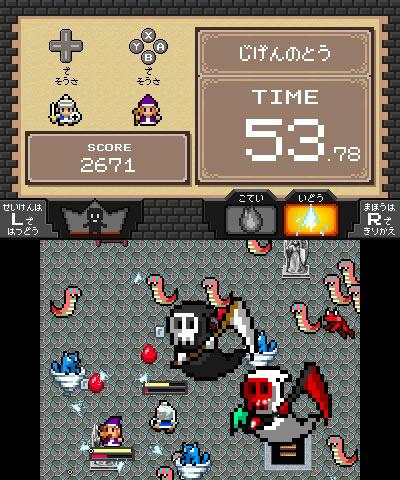 X
Y A
B
で
そうさ
で
そうさ
じげんのとう
TIME
53.78
SCORE
2671
せいけんは
Lで
はつどう
こてい
いどう
まほうは
Rで
きりかえ